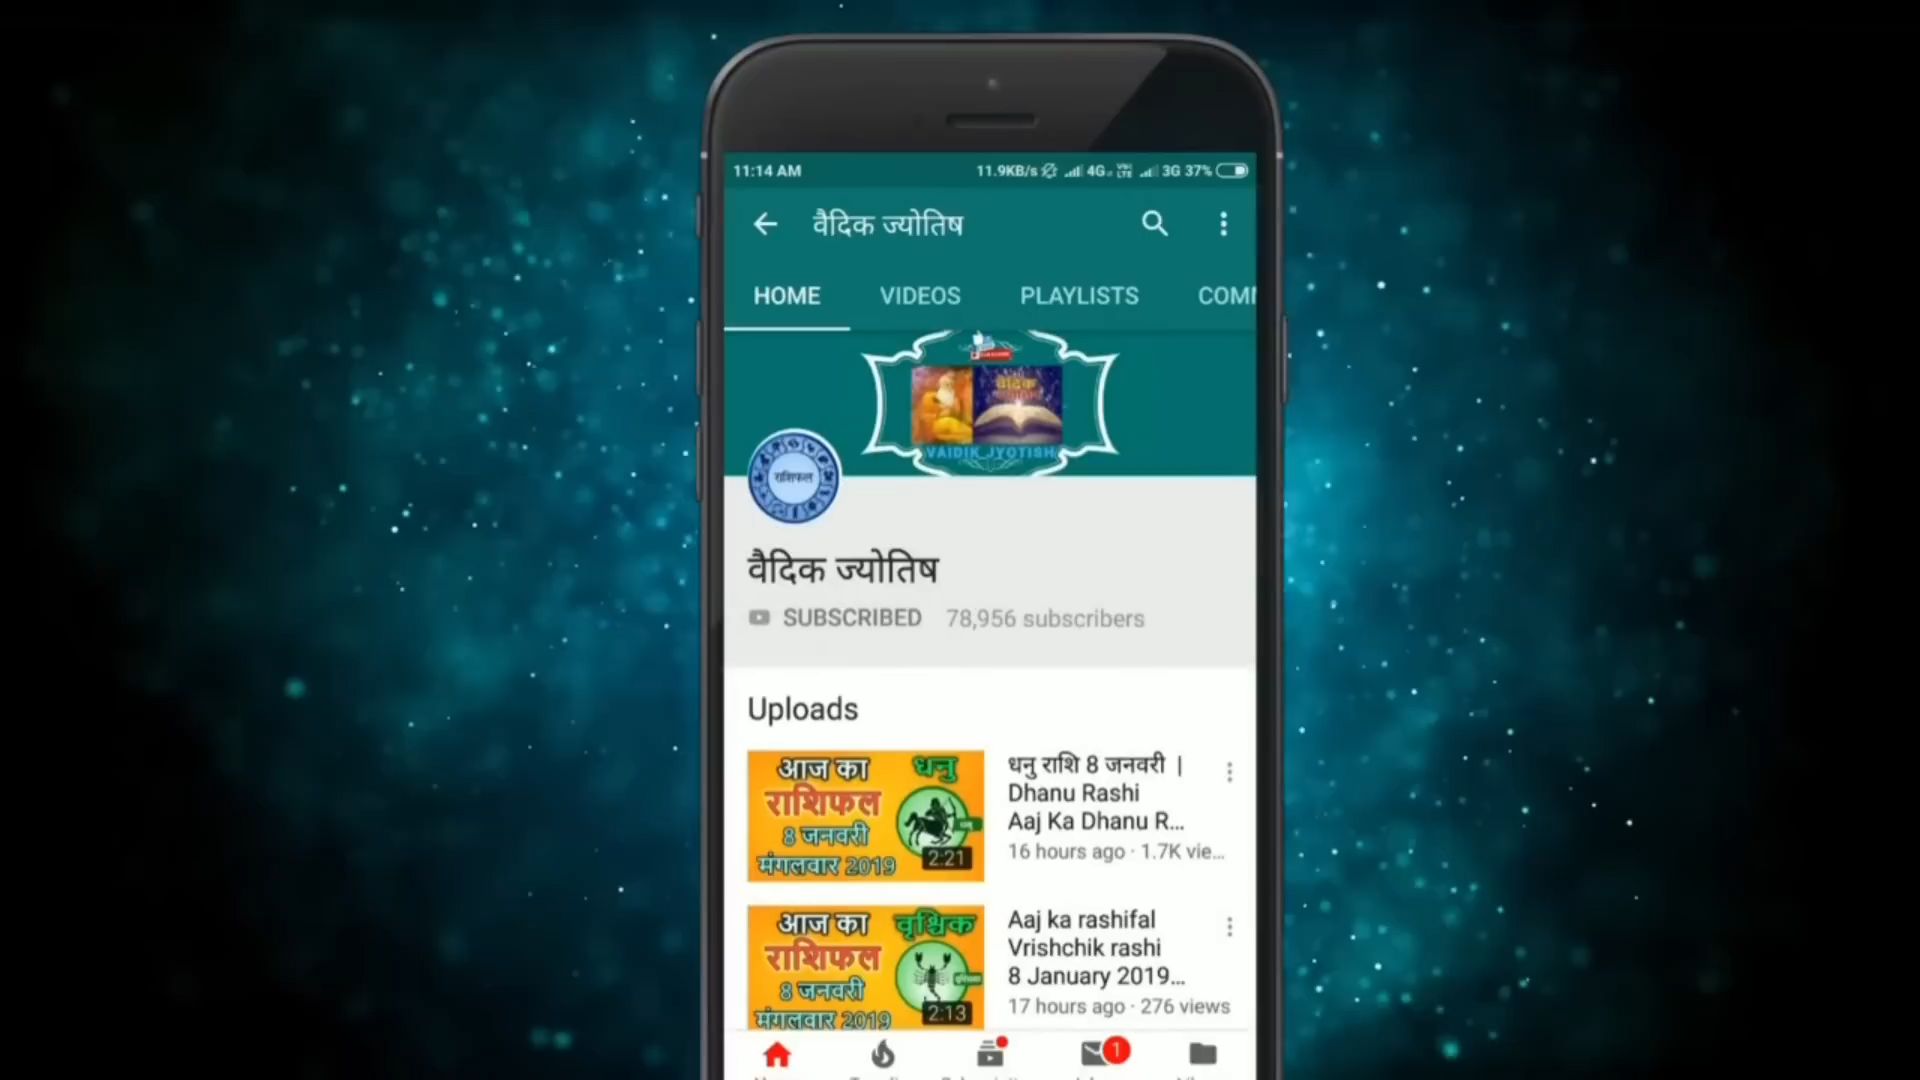 11:14 AM 11.9KB/s 4G VoLTE 3G 37%
वैदिक ज्योतिष
HOME VIDEOS PLAYLISTS COMM
वैदिक
VAIDIK JYOTISH
राशिफल
वैदिक ज्योतिष
SUBSCRIBED 78,956 subscribers
Uploads
आज का धनु
राशिफल
8 जनवरी
मंगलवार 2019
2:21
धनु राशि 8 जनवरी |
Dhanu Rashi
Aaj Ka Dhanu R...
16 hours ago · 1.7K vie...
आज का वृश्चिक
राशिफल
8 जनवरी
मंगलवार 2019
2:13
Aaj ka rashifal
Vrishchik rashi
8 January 2019...
17 hours ago · 276 views
1